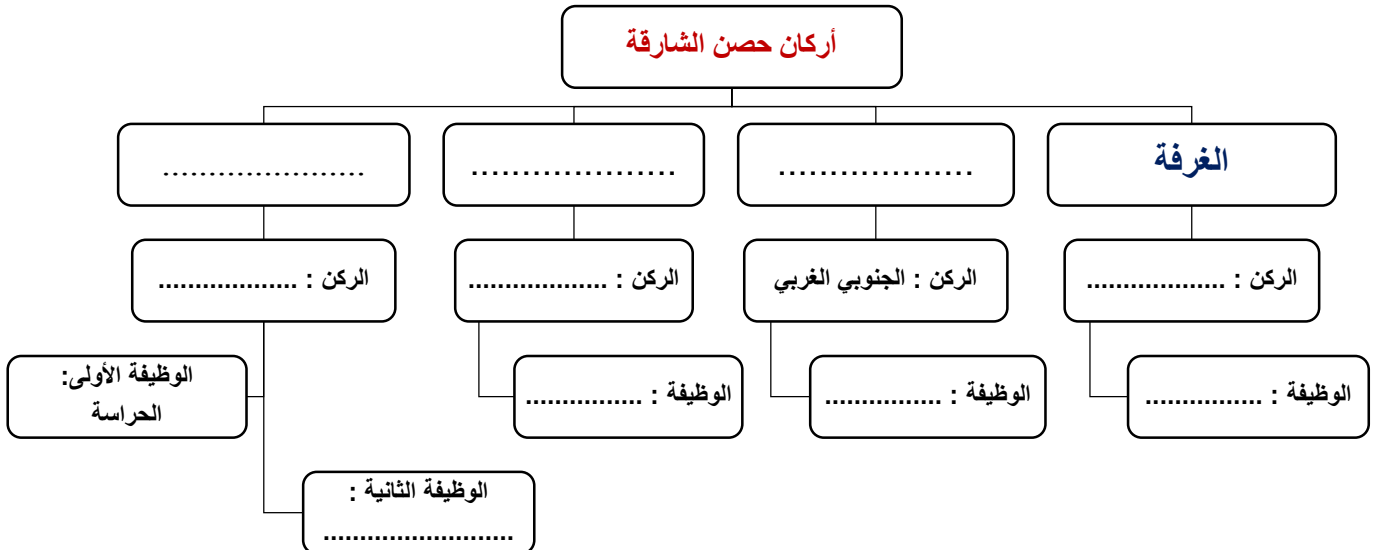 أركان حصن الشارقة
الغرفة
...................
....................
......................
الركن : ...................
الركن : الجنوبي الغربي
الركن : ...................
الركن : ...................
الوظيفة : ................
الوظيفة : ................
الوظيفة : ................
الوظيفة الأولى:
الحراسة
الوظيفة الثانية :
..........................